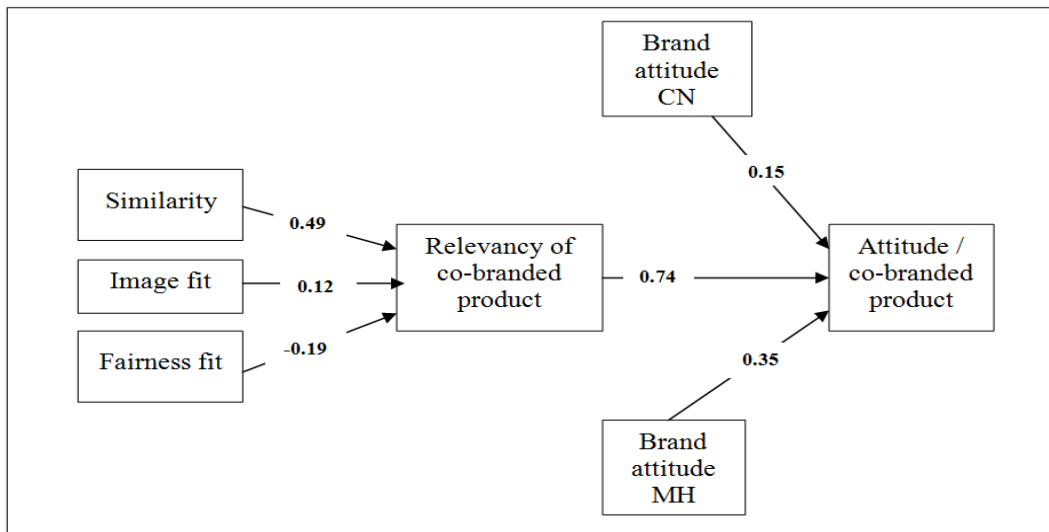 Brand
attitude
CN
0.15
Similarity
0.49
Image fit
0.12
Fairness fit
-0.19
Relevancy of
co-branded
product
0.74
Attitude /
co-branded
product
0.35
Brand
attitude
MH